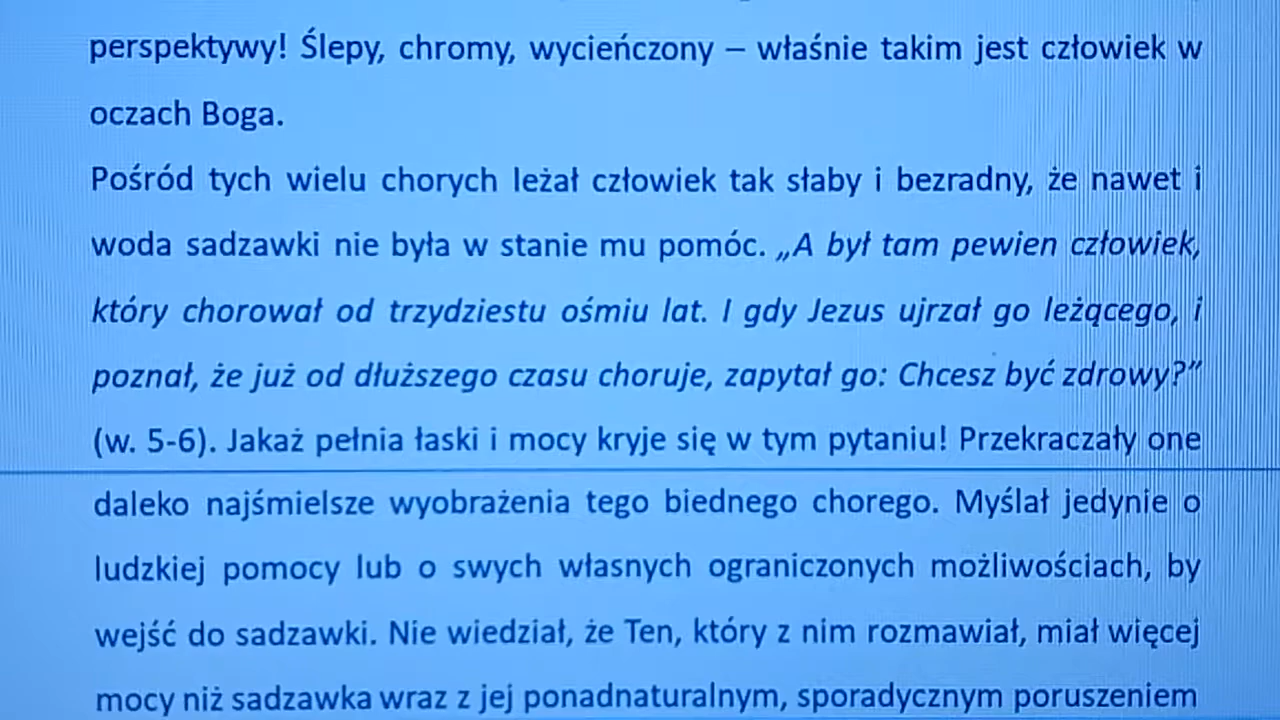 perspektywy! Ślepy, chromy, wycieńczony – właśnie takim jest człowiek w
oczach Boga.
Pośród tych wielu chorych leżał człowiek tak słaby i bezradny, że nawet i
woda sadzawki nie była w stanie mu pomóc. „A był tam pewien człowiek,
który chorował od trzydziestu ośmiu lat. I gdy Jezus ujrzał go leżącego, i
poznał, że już od dłuższego czasu choruje, zapytał go: Chcesz być zdrowy?”
(w. 5-6). Jakaż pełnia łaski i mocy kryje się w tym pytaniu! Przekraczały one
daleko najśmielsze wyobrażenia tego biednego chorego. Myślał jedynie o
ludzkiej pomocy lub o swych własnych ograniczonych możliwościach, by
wejść do sadzawki. Nie wiedział, że Ten, który z nim rozmawiał, miał więcej
mocy niż sadzawka wraz z jej ponadnaturalnym, sporadycznym poruszeniem